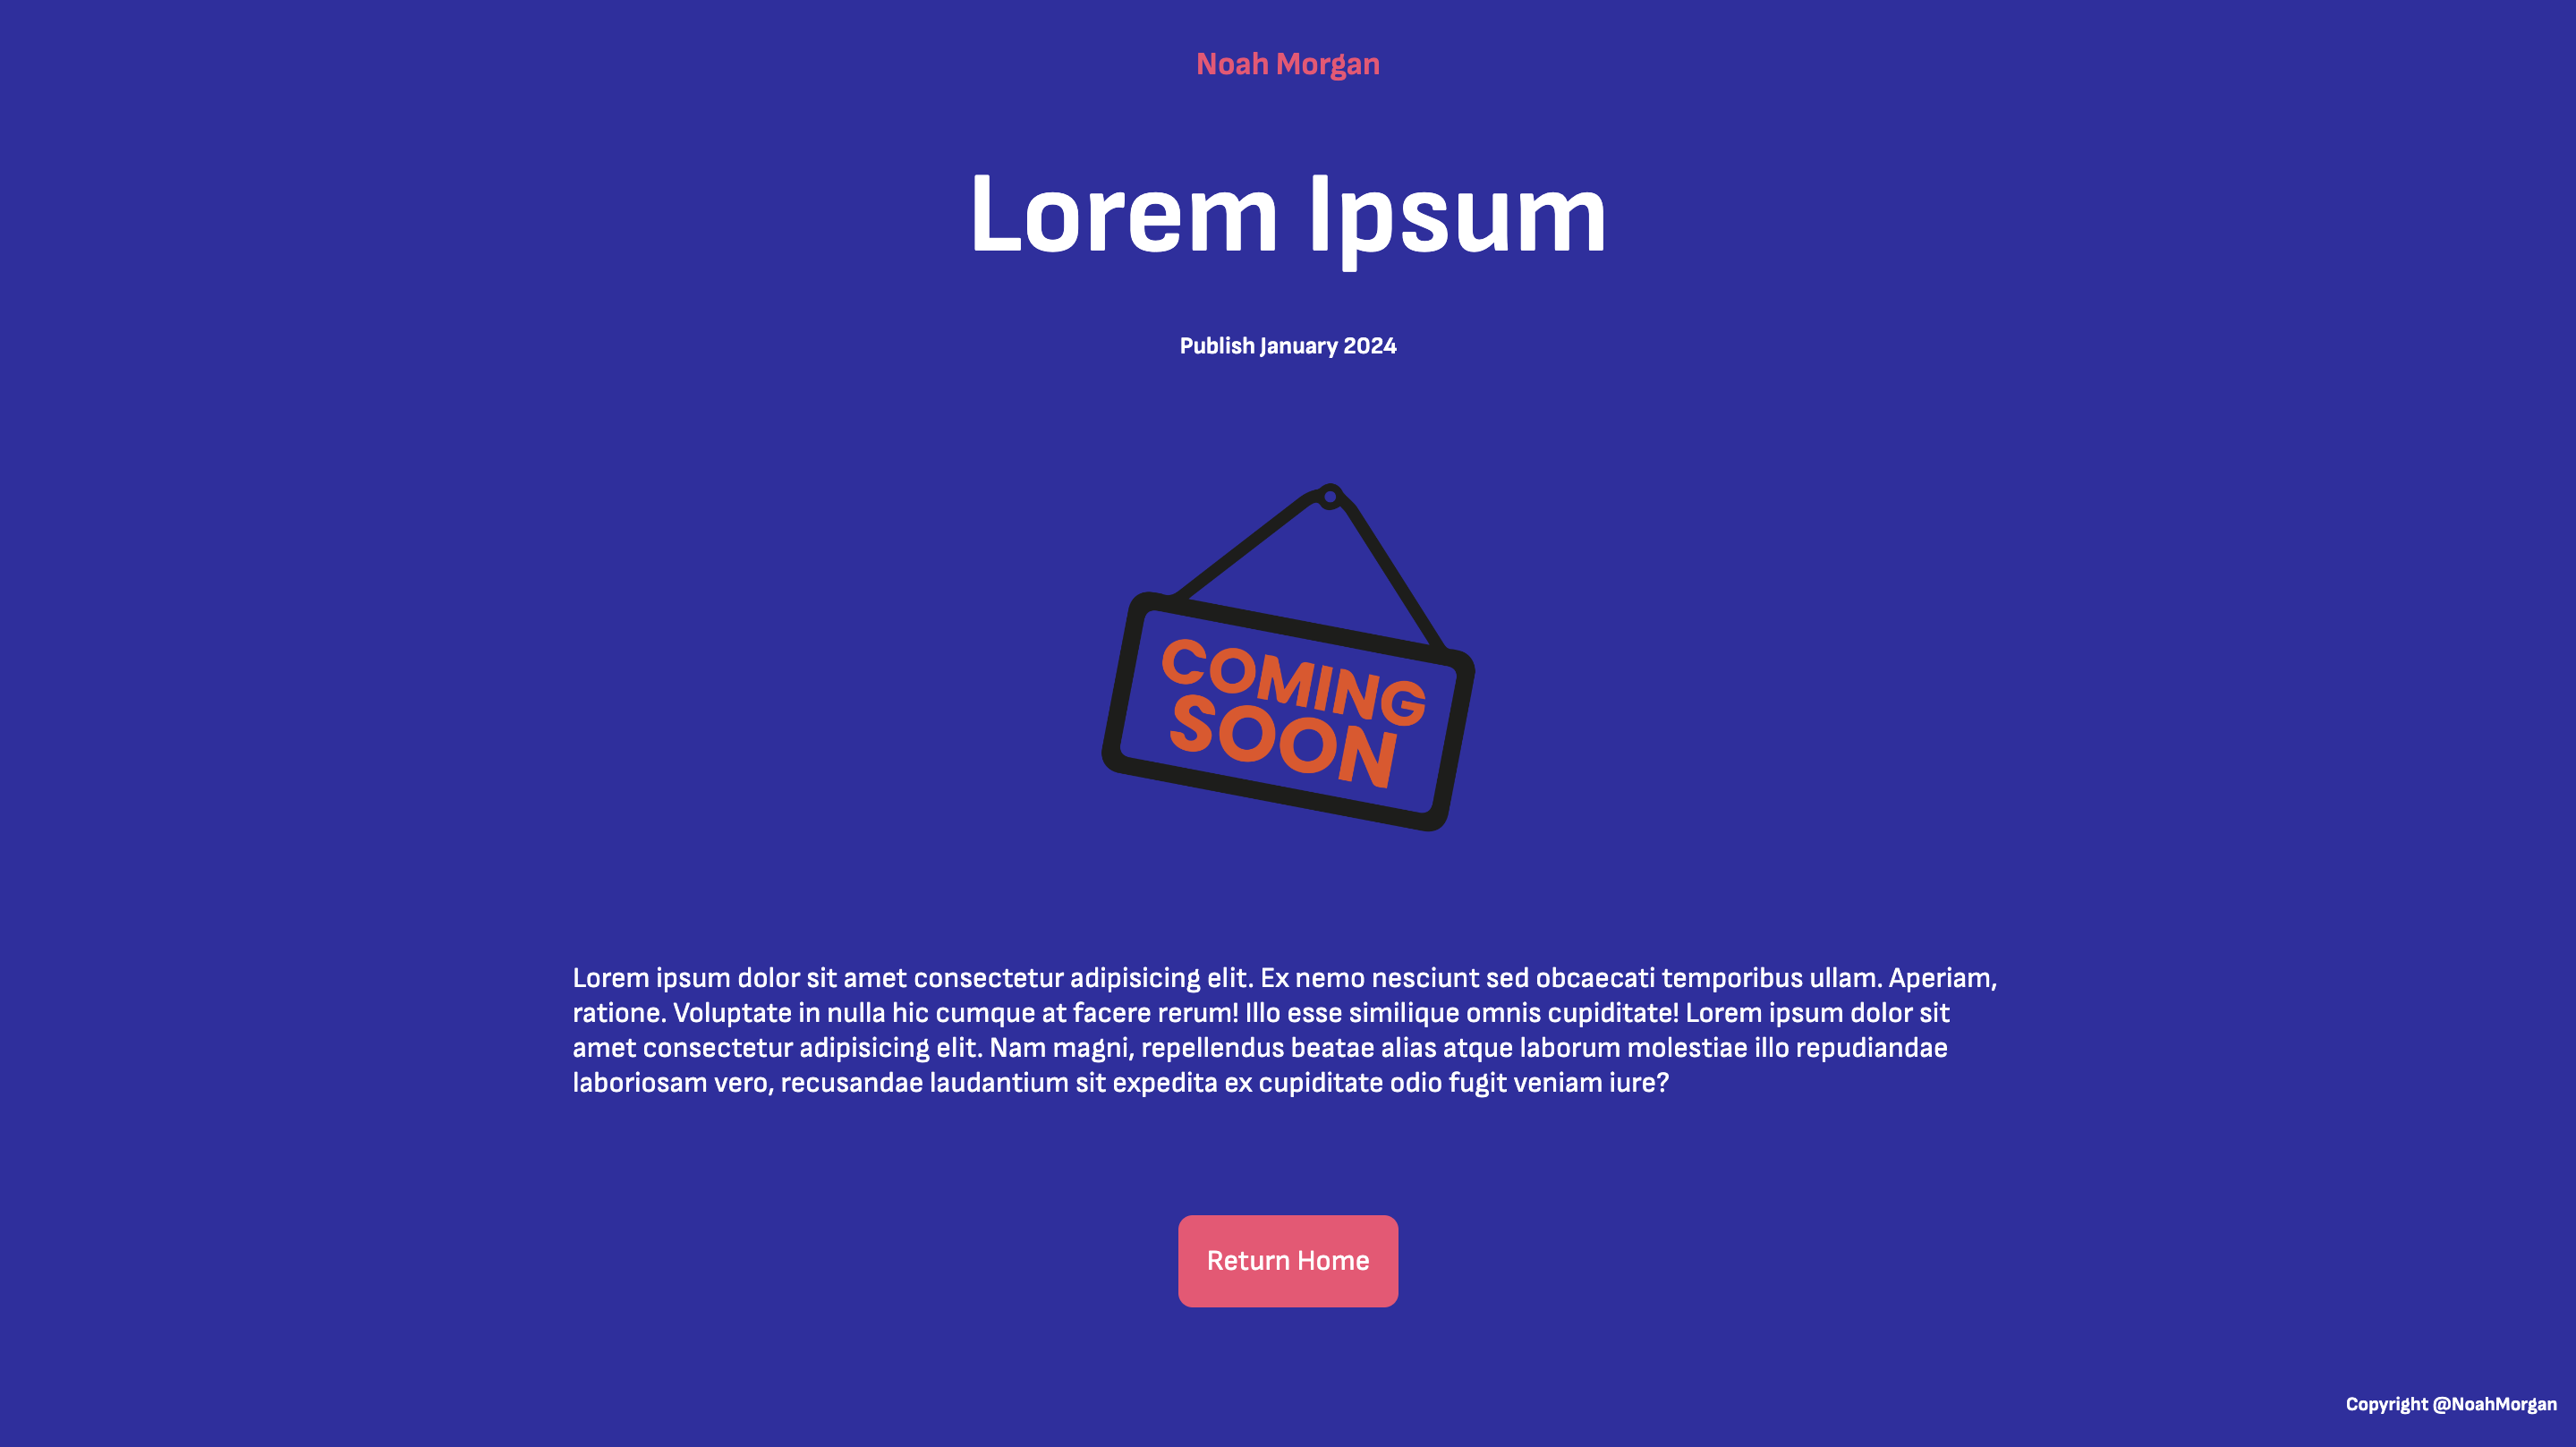 Noah Morgan
Lorem Ipsum
Publish January 2024
COMING
SOON
Lorem ipsum dolor sit amet consectetur adipisicing elit. Ex nemo nesciunt sed obcaecati temporibus ullam. Aperiam,
ratione. Voluptate in nulla hic cumque at facere rerum! Illo esse similique omnis cupiditate! Lorem ipsum dolor sit
amet consectetur adipisicing elit. Nam magni, repellendus beatae alias atque laborum molestiae illo repudiandae
laboriosam vero, recusandae laudantium sit expedita ex cupiditate odio fugit veniam iure?
Return Home
Copyright @NoahMorgan